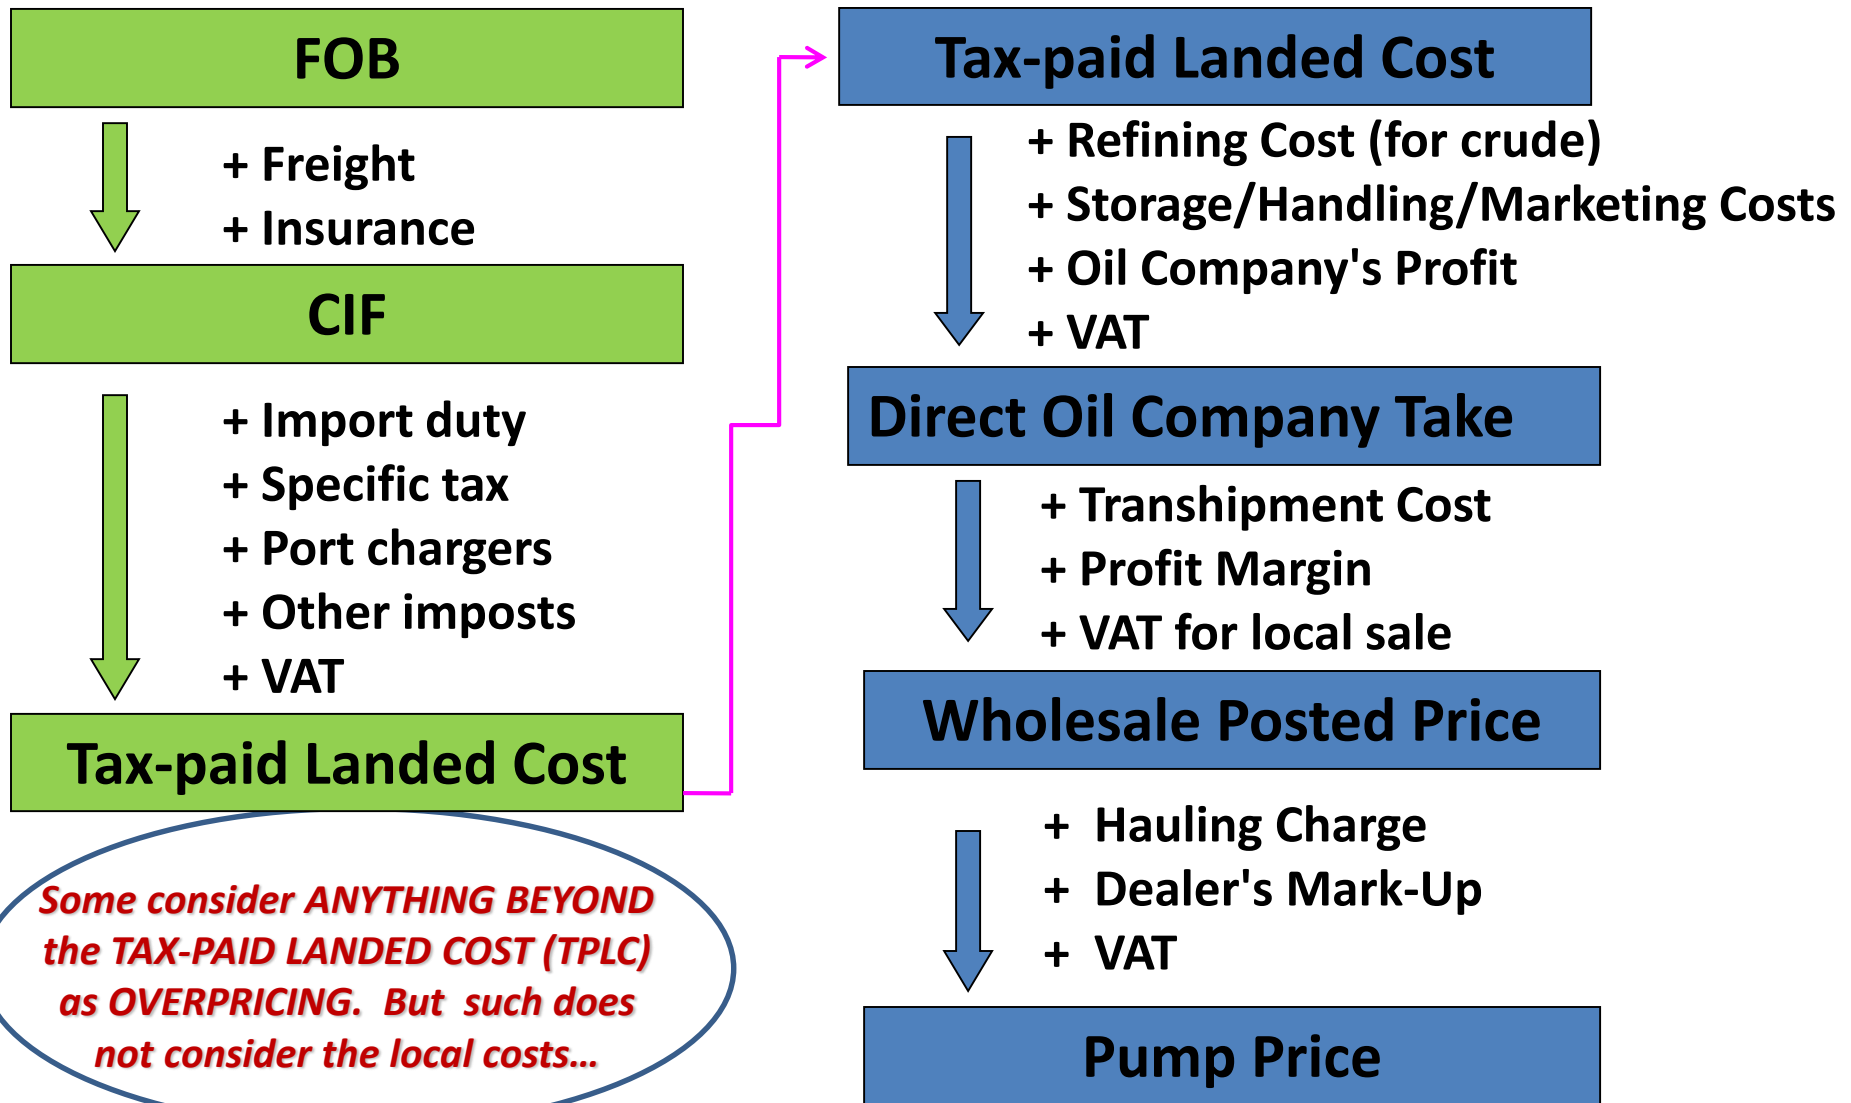 FOB
+ Freight
+ Insurance
CIF
+ Import duty
+ Specific tax
+ Port chargers
+ Other imposts
+ VAT
Tax-paid Landed Cost
Some consider ANYTHING BEYOND
the TAX-PAID LANDED COST (TPLC)
as OVERPRICING. But such does
not consider the local costs...
Tax-paid Landed Cost
+ Refining Cost (for crude)
+ Storage/Handling/Marketing Costs
+ Oil Company's Profit
+ VAT
Direct Oil Company Take
+ Transhipment Cost
+ Profit Margin
+ VAT for local sale
Wholesale Posted Price
+ Hauling Charge
+ Dealer's Mark-Up
+ VAT
Pump Price